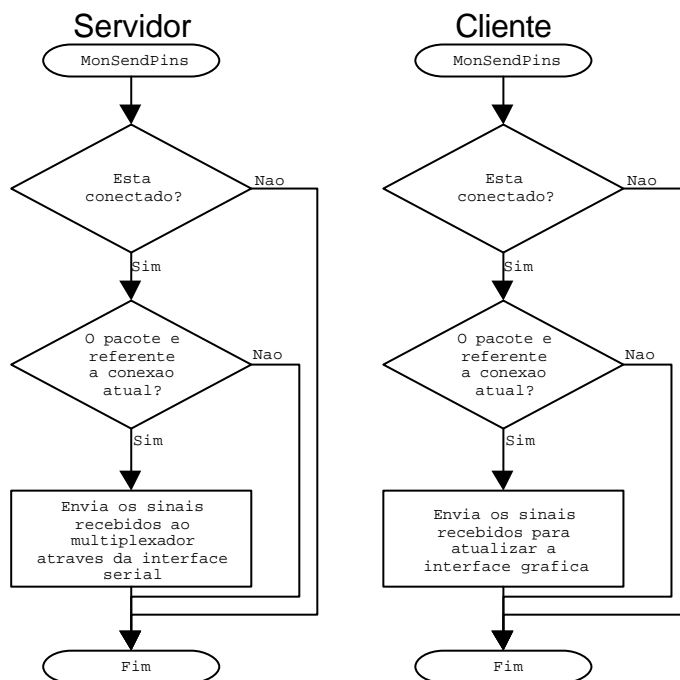 Servidor
MonSendPins
Esta
conectado?
Nao
Sim
O pacote e
referente
a conexao
atual?
Nao
Sim
Envia os sinais
recebidos ao
multiplexador
atraves da interface
serial
Fim
Cliente
MonSendPins
Esta
conectado?
Nao
Sim
O pacote e
referente
a conexao
atual?
Nao
Sim
Envia os sinais
recebidos para
atualizar a
interface grafica
Fim